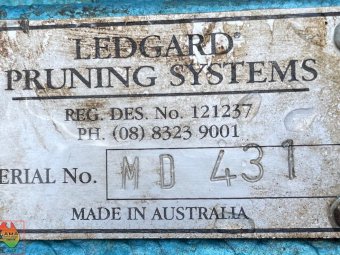 LEDGARD®
PRUNING SYSTEMS
REG. DES. No. 121237
PH. (08) 8323 9001
ERIAL No. MD 431
MADE IN AUSTRALIA